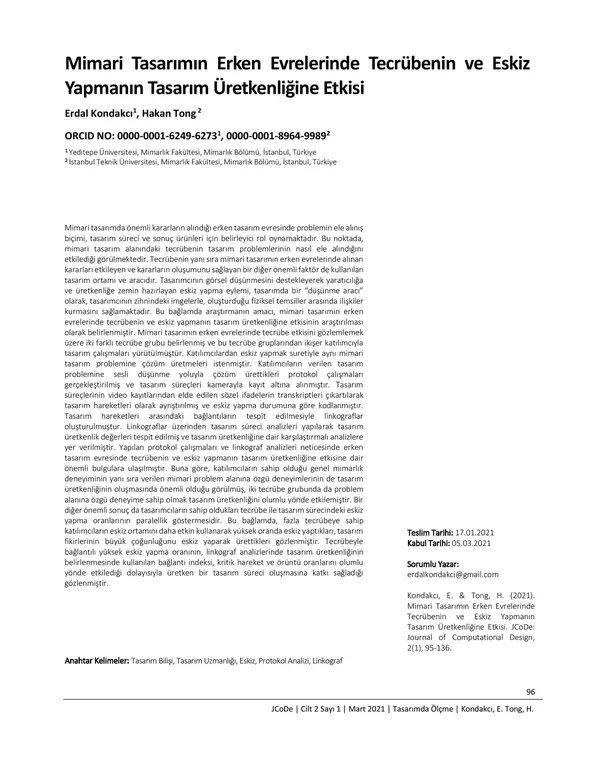 Mimari Tasarımın Erken Evrelerinde Tecrübenin ve Eskiz
Yapmanın Tasarım Üretkenliğine Etkisi
Erdal Kondakcı¹, Hakan Tong ²
ORCID NO: 0000-0001-6249-6273¹, 0000-0001-8964-9989²
¹ Yeditepe Üniversitesi, Mimarlık Fakültesi, Mimarlık Bölümü, İstanbul, Türkiye
² İstanbul Teknik Üniversitesi, Mimarlık Fakültesi, Mimarlık Bölümü, İstanbul, Türkiye
Mimari tasarımda önemli kararların alındığı erken tasarım evresinde problemin ele alınış
biçimi, tasarım süreci ve sonuç ürünleri için belirleyici rol oynamaktadır. Bu noktada,
mimari tasarım alanındaki tecrübenin tasarım problemlerinin nasıl ele alındığını
etkilediği görülmektedir. Tecrübenin yanı sıra mimari tasarımın erken evrelerinde alınan
kararları etkileyen ve kararların oluşumunu sağlayan bir diğer önemli faktör de kullanılan
tasarım ortamı ve aracıdır. Tasarımcının görsel düşünmesini destekleyerek yaratıcılığa
ve üretkenliğe zemin hazırlayan eskiz yapma eylemi, tasarımda bir “düşünme aracı”
olarak, tasarımcının zihnindeki imgelerle, oluşturduğu fiziksel temsiller arasında ilişkiler
kurmasını sağlamaktadır. Bu bağlamda araştırmanın amacı, mimari tasarımın erken
evrelerinde tecrübenin ve eskiz yapmanın tasarım üretkenliğine etkisinin araştırılması
olarak belirlenmiştir. Mimari tasarımın erken evrelerinde tecrübe etkisini gözlemlemek
üzere iki farklı tecrübe grubu belirlenmiş ve bu tecrübe gruplarından ikişer katılımcıyla
tasarım çalışmaları yürütülmüştür. Katılımcılardan eskiz yapmak suretiyle aynı mimari
tasarım problemine çözüm üretmeleri istenmiştir. Katılımcıların verilen tasarım
problemine sesli düşünme yoluyla çözüm ürettikleri protokol çalışmaları
gerçekleştirilmiş ve tasarım süreçleri kamerayla kayıt altına alınmıştır. Tasarım
süreçlerinin video kayıtlarından elde edilen sözel ifadelerin transkriptleri çıkartılarak
tasarım hareketleri olarak ayrıştırılmış ve eskiz yapma durumuna göre kodlanmıştır.
Tasarım hareketleri arasındaki bağlantıların tespit edilmesiyle linkograflar
oluşturulmuştur. Linkograflar üzerinden tasarım süreci analizleri yapılarak tasarım
üretkenlik değerleri tespit edilmiş ve tasarım üretkenliğine dair karşılaştırmalı analizlere
yer verilmiştir. Yapılan protokol çalışmaları ve linkograf analizleri neticesinde erken
tasarım evresinde tecrübenin ve eskiz yapmanın tasarım üretkenliğine etkisine dair
önemli bulgulara ulaşılmıştır. Buna göre, katılımcıların sahip olduğu genel mimarlık
deneyiminin yanı sıra verilen mimari problem alanına özgü deneyimlerinin de tasarım
üretkenliğinin oluşmasında önemli olduğu görülmüş, iki tecrübe grubunda da problem
alanına özgü deneyime sahip olmak tasarım üretkenliğini olumlu yönde etkilemiştir. Bir
diğer önemli sonuç da tasarımcıların sahip oldukları tecrübe ile tasarım sürecindeki eskiz
yapma oranlarının paralellik göstermesidir. Bu bağlamda, fazla tecrübeye sahip
katılımcıların eskiz ortamını daha etkin kullanarak yüksek oranda eskiz yaptıkları, tasarım
fikirlerinin büyük çoğunluğunu eskiz yaparak ürettikleri gözlenmiştir. Tecrübeyle
bağlantılı yüksek eskiz yapma oranının, linkograf analizlerinde tasarım üretkenliğinin
belirlenmesinde kullanılan bağlantı indeksi, kritik hareket ve örüntü oranlarını olumlu
yönde etkilediği dolayısıyla üretken bir tasarım süreci oluşmasına katkı sağladığı
gözlenmiştir.
Teslim Tarihi: 17.01.2021
Kabul Tarihi: 05.03.2021
Sorumlu Yazar:
erdalkondakci@gmail.com
Kondakcı, E. & Tong, H. (2021).
Mimari Tasarımın Erken Evrelerinde
Tecrübenin ve Eskiz Yapmanın
Tasarım Üretkenliğine Etkisi. JCoDe:
Journal of Computational Design,
2(1), 95-136.
Anahtar Kelimeler: Tasarım Bilişi, Tasarım Uzmanlığı, Eskiz, Protokol Analizi, Linkograf
96
JCoDe | Cilt 2 Sayı 1 | Mart 2021 | Tasarımda Ölçme | Kondakcı, E. Tong, H.